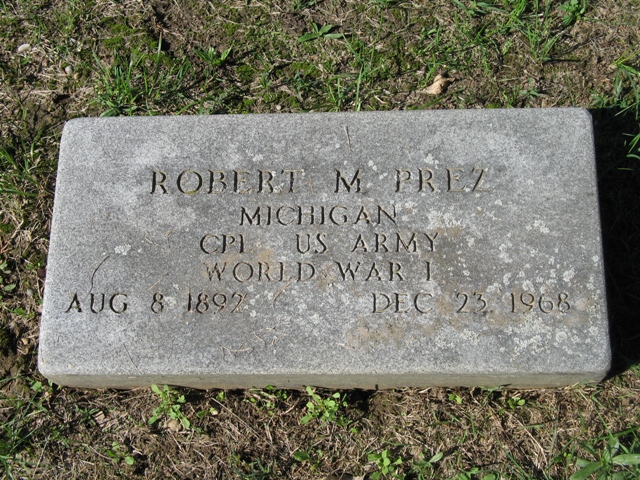 ROBERT M PREZ
MICHIGAN
CPL US ARMY
WORLD WAR I
AUG 8 1892 DEC 23 1968